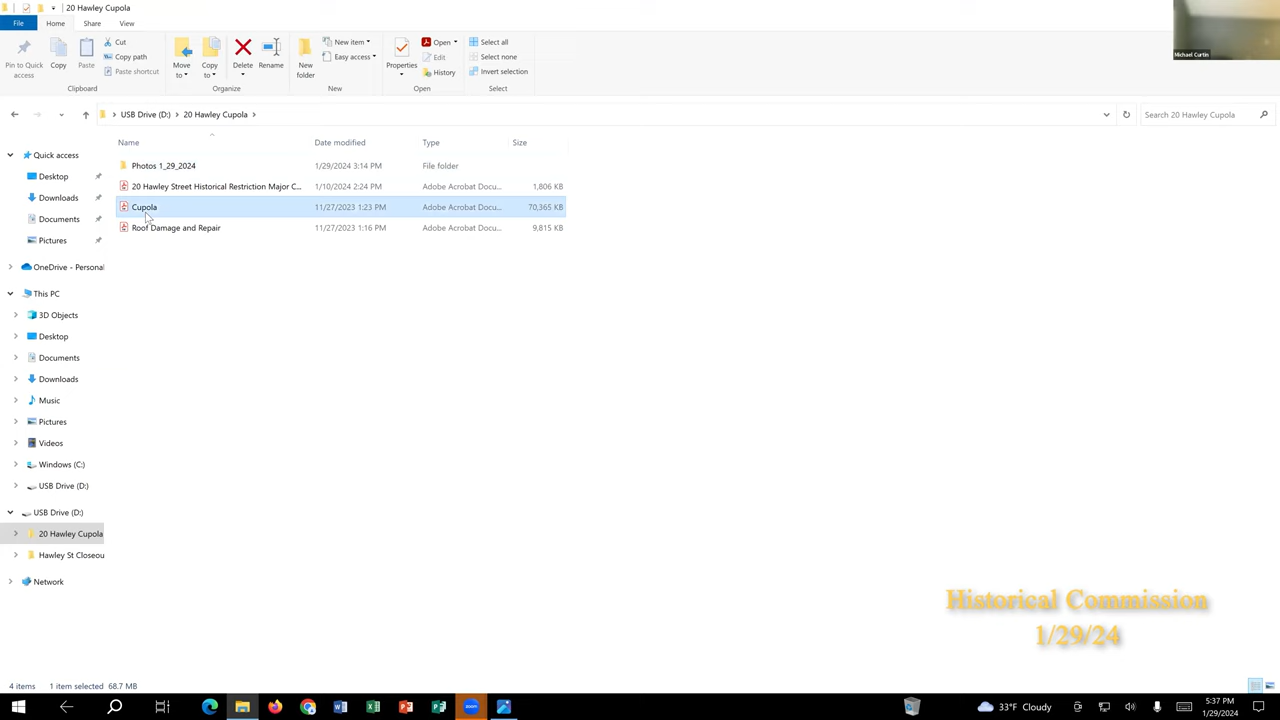 20 Hawley Cupola
File Home Share View
Pin to Quick access
Copy
Paste
Cut
Copy path
Paste shortcut
Move to
Copy to
Delete
Rename
New folder
New item
Easy access
Properties
Open
Edit
History
Select all
Select none
Invert selection
Clipboard Organize New Open Select
Michael Curtin
USB Drive (D:) 20 Hawley Cupola
Search 20 Hawley Cupola
Name Date modified Type Size
Photos 1_29_2024 1/29/2024 3:14 PM File folder
20 Hawley Street Historical Restriction Major C... 1/10/2024 2:24 PM Adobe Acrobat Docu... 1,806 KB
Cupola 11/27/2023 1:23 PM Adobe Acrobat Docu... 70,365 KB
Roof Damage and Repair 11/27/2023 1:16 PM Adobe Acrobat Docu... 9,815 KB
Quick access
Desktop
Downloads
Documents
Pictures
OneDrive - Personal
This PC
3D Objects
Desktop
Documents
Downloads
Music
Pictures
Videos
Windows (C:)
USB Drive (D:)
USB Drive (D:)
20 Hawley Cupola
Hawley St Closeou
Network
Historical Commission
1/29/24
4 items 1 item selected 68.7 MB
zoom
33°F Cloudy
5:37 PM
1/29/2024